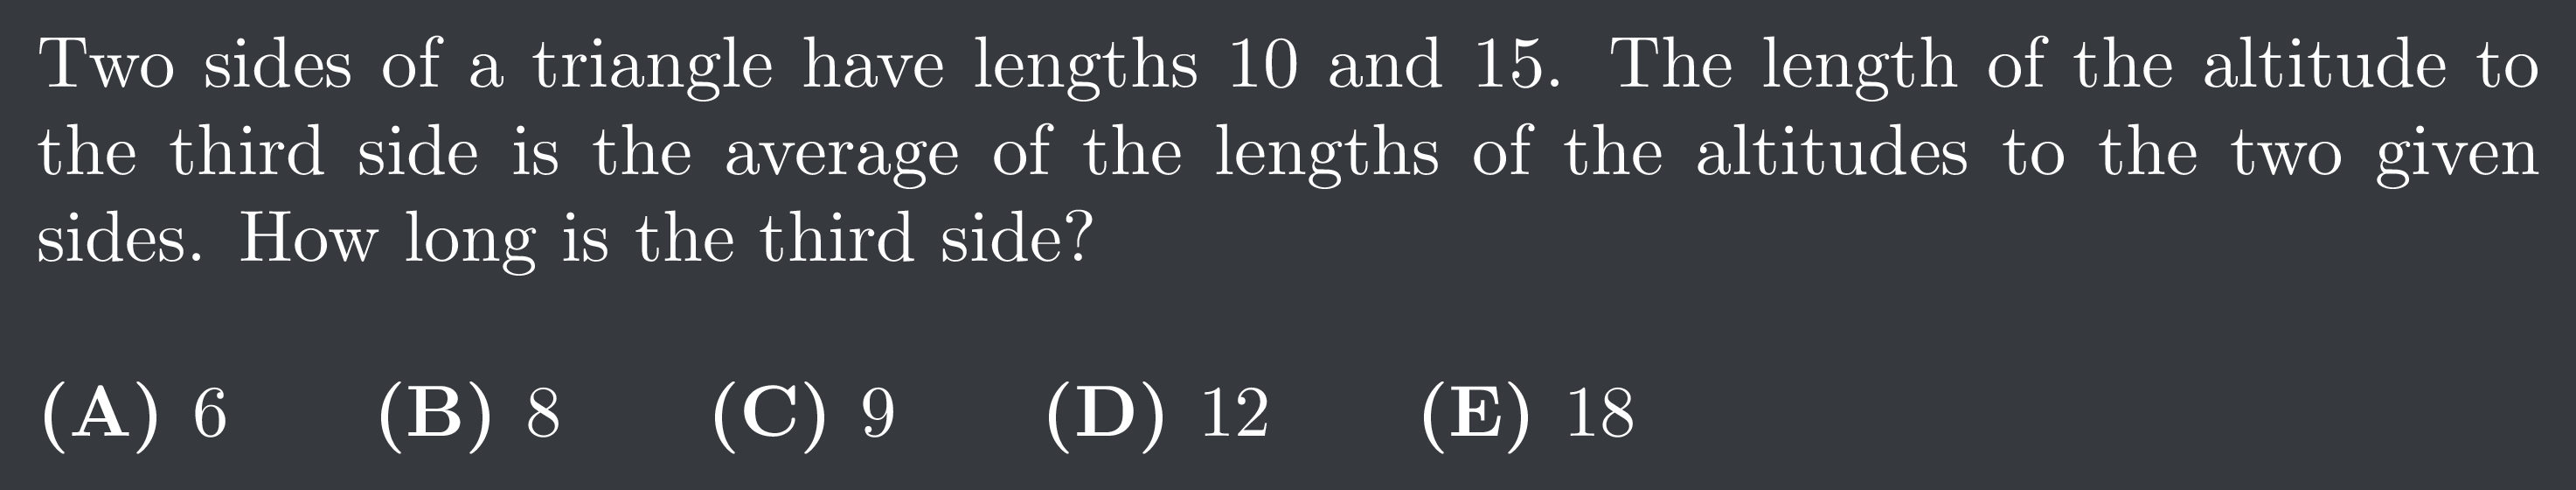 Two sides of a triangle have lengths 10 and 15. The length of the altitude to
the third side is the average of the lengths of the altitudes to the two given
sides. How long is the third side?
(A) 6 (B) 8 (C) 9 (D) 12 (E) 18